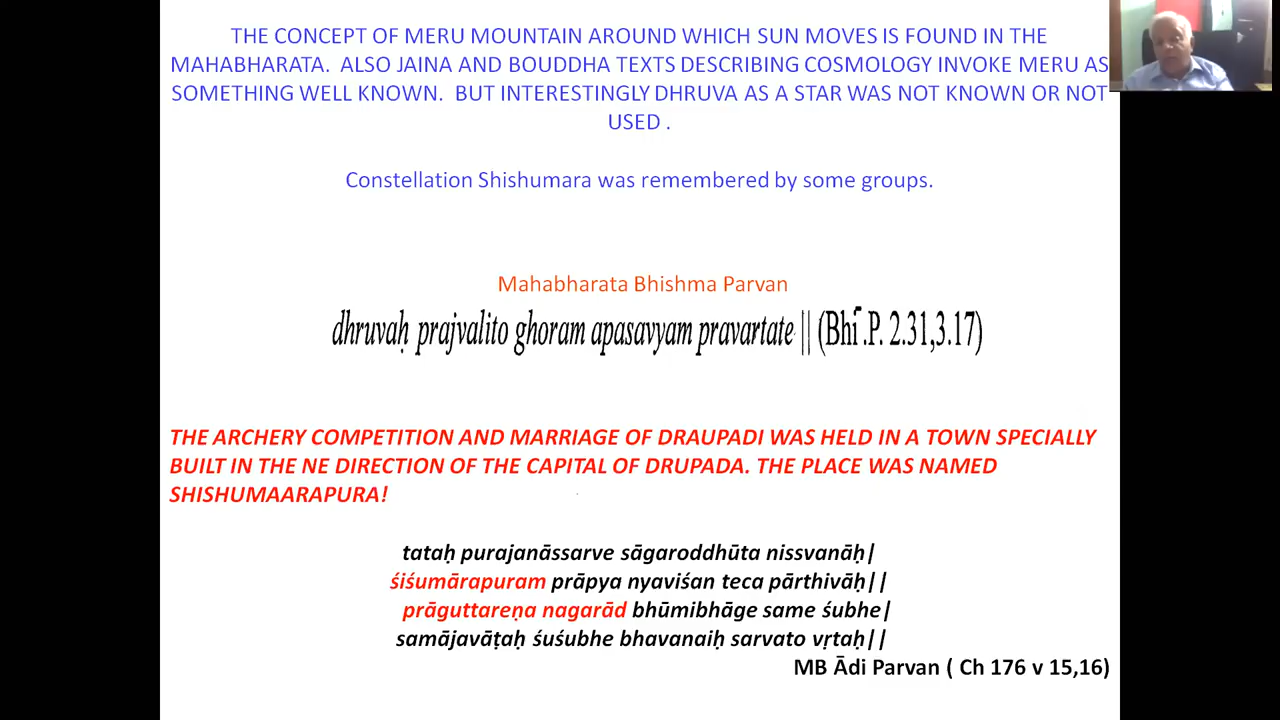 THE CONCEPT OF MERU MOUNTAIN AROUND WHICH SUN MOVES IS FOUND IN THE
MAHABHARATA. ALSO JAINA AND BOUDDHA TEXTS DESCRIBING COSMOLOGY INVOKE MERU AS
SOMETHING WELL KNOWN. BUT INTERESTINGLY DHRUVA AS A STAR WAS NOT KNOWN OR NOT
USED .
Constellation Shishumara was remembered by some groups.
Mahabharata Bhishma Parvan
dhruvaḥ prajvalito ghoram apasavyam pravartate || (Bhī.P. 2.31,3.17)
THE ARCHERY COMPETITION AND MARRIAGE OF DRAUPADI WAS HELD IN A TOWN SPECIALLY
BUILT IN THE NE DIRECTION OF THE CAPITAL OF DRUPADA. THE PLACE WAS NAMED
SHISHUMAARAPURA!
tataḥ purajanāssarve sāgaroddhūta nissvanāḥ|
śiśumārapuram prāpya nyaviśan teca pārthivāḥ||
prāguttareṇa nagarād bhūmibhāge same śubhe|
samājavāṭaḥ śuśubhe bhavanaiḥ sarvato vṛtaḥ||
MB Ādi Parvan ( Ch 176 v 15,16)